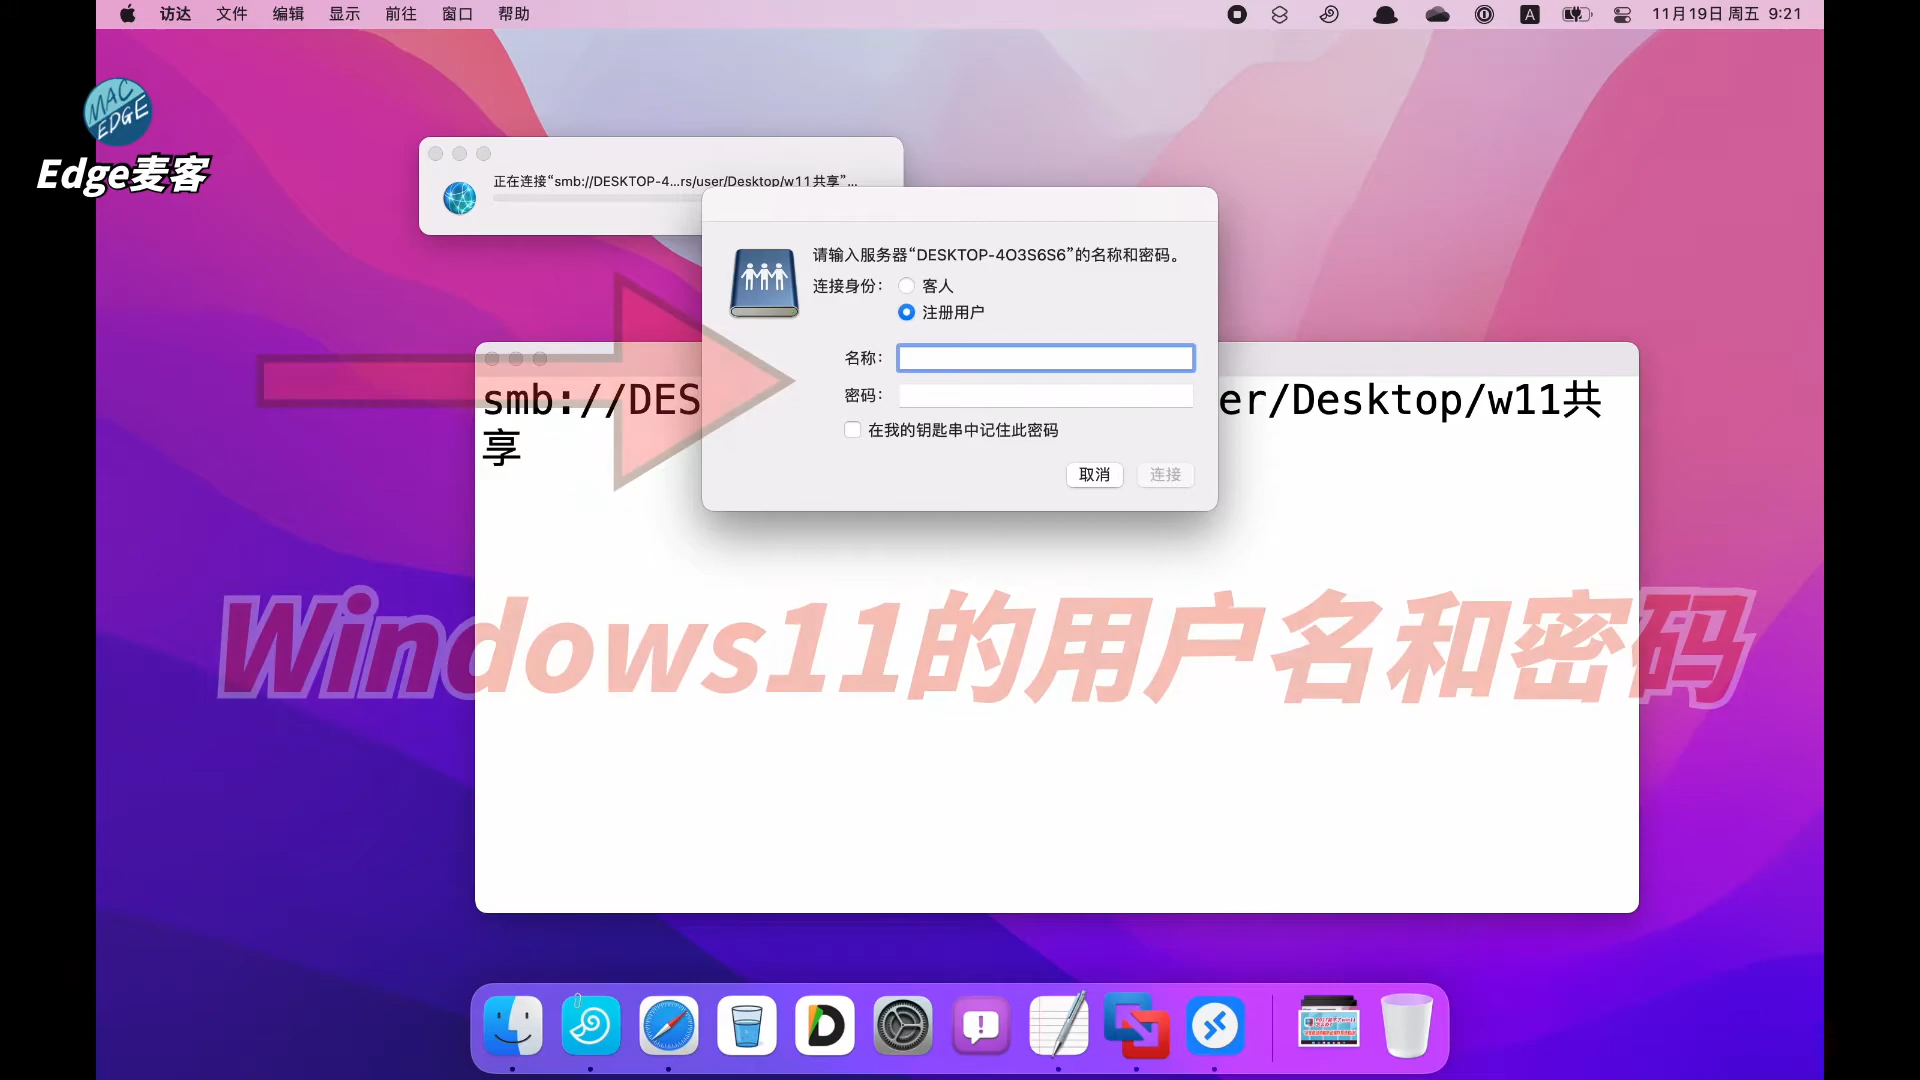 访达 文件 编辑 显示 前往 窗口 帮助 A 11月19日 周五 9:21
MAC EDGE
Edge麦客
正在连接“smb://DESKTOP-4...rs/user/Desktop/w11共享”...
请输入服务器“DESKTOP-4O3S6S6”的名称和密码。
连接身份： 客人
注册用户
名称：
密码：
在我的钥匙串中记住此密码
取消 连接
smb://DES er/Desktop/w11共
享
Windows11的用户名和密码